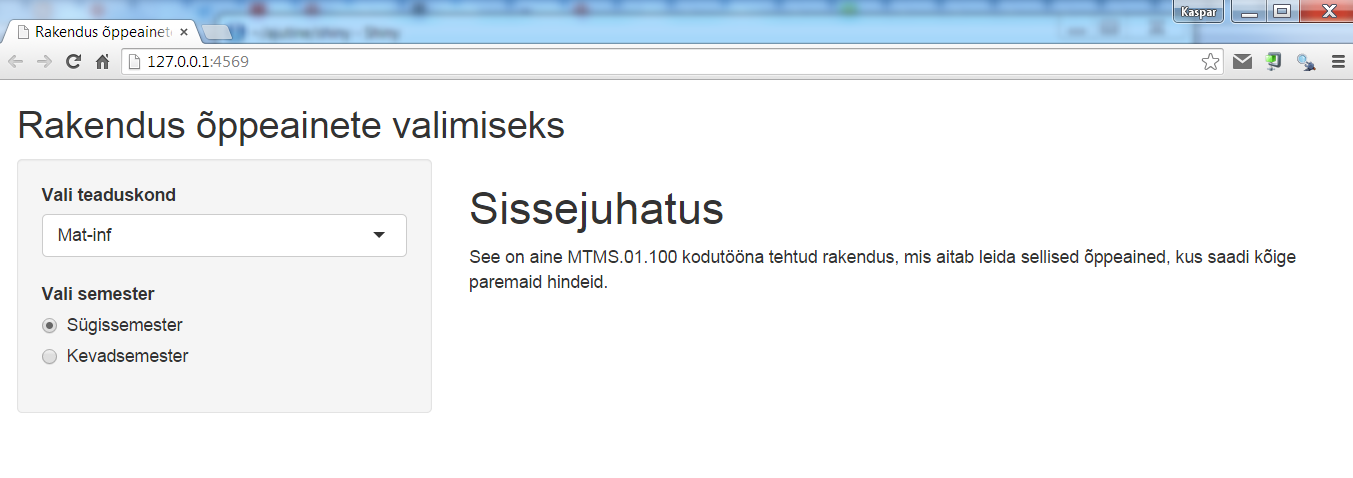 Kaspar
Rakendus õppeainete
127.0.0.1:4569
Rakendus õppeainete valimiseks
Vali teaduskond
Mat-inf
Vali semester
Sügissemester
Kevadsemester
Sissejuhatus
See on aine MTMS.01.100 kodutööna tehtud rakendus, mis aitab leida sellised õppeained, kus saadi kõige
paremaid hindeid.